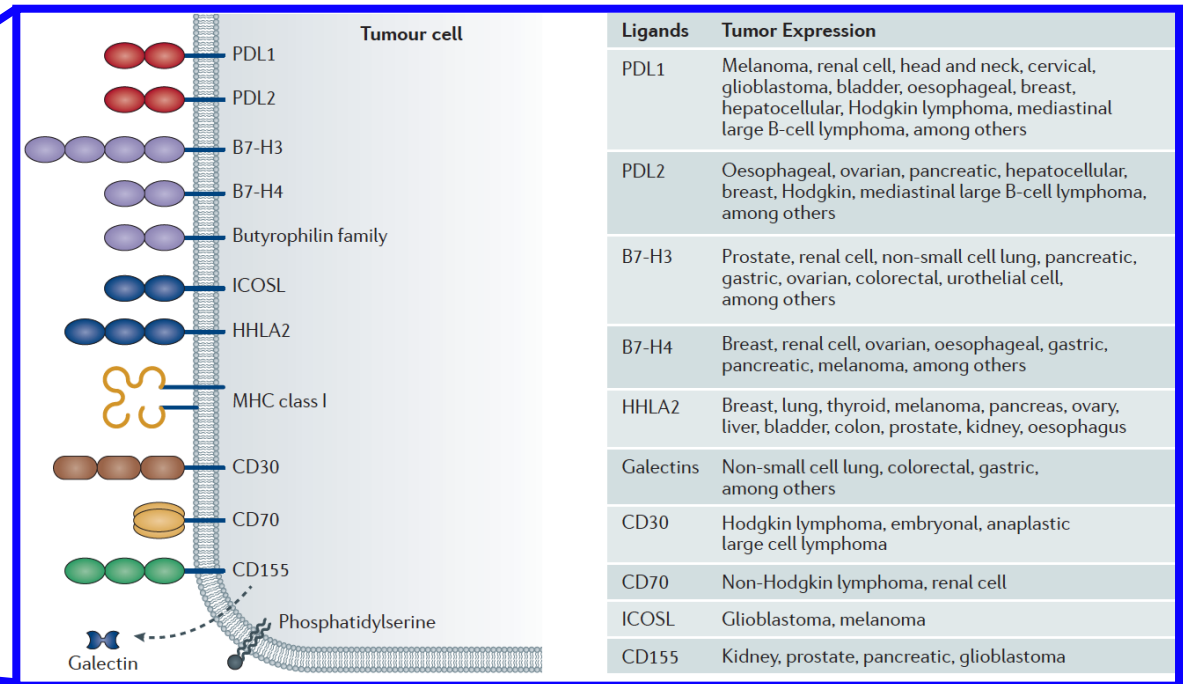 Tumour cell
PDL1
PDL2
B7-H3
B7-H4
Butyrophilin family
ICOSL
HHLA2
MHC class I
CD30
CD70
CD155
Phosphatidylserine
Galectin
Ligands Tumor Expression
PDL1 Melanoma, renal cell, head and neck, cervical,
glioblastoma, bladder, oesophageal, breast,
hepatocellular, Hodgkin lymphoma, mediastinal
large B-cell lymphoma, among others
PDL2 Oesophageal, ovarian, pancreatic, hepatocellular,
breast, Hodgkin, mediastinal large B-cell lymphoma,
among others
B7-H3 Prostate, renal cell, non-small cell lung, pancreatic,
gastric, ovarian, colorectal, urothelial cell,
among others
B7-H4 Breast, renal cell, ovarian, oesophageal, gastric,
pancreatic, melanoma, among others
HHLA2 Breast, lung, thyroid, melanoma, pancreas, ovary,
liver, bladder, colon, prostate, kidney, oesophagus
Galectins Non-small cell lung, colorectal, gastric,
among others
CD30 Hodgkin lymphoma, embryonal, anaplastic
large cell lymphoma
CD70 Non-Hodgkin lymphoma, renal cell
ICOSL Glioblastoma, melanoma
CD155 Kidney, prostate, pancreatic, glioblastoma